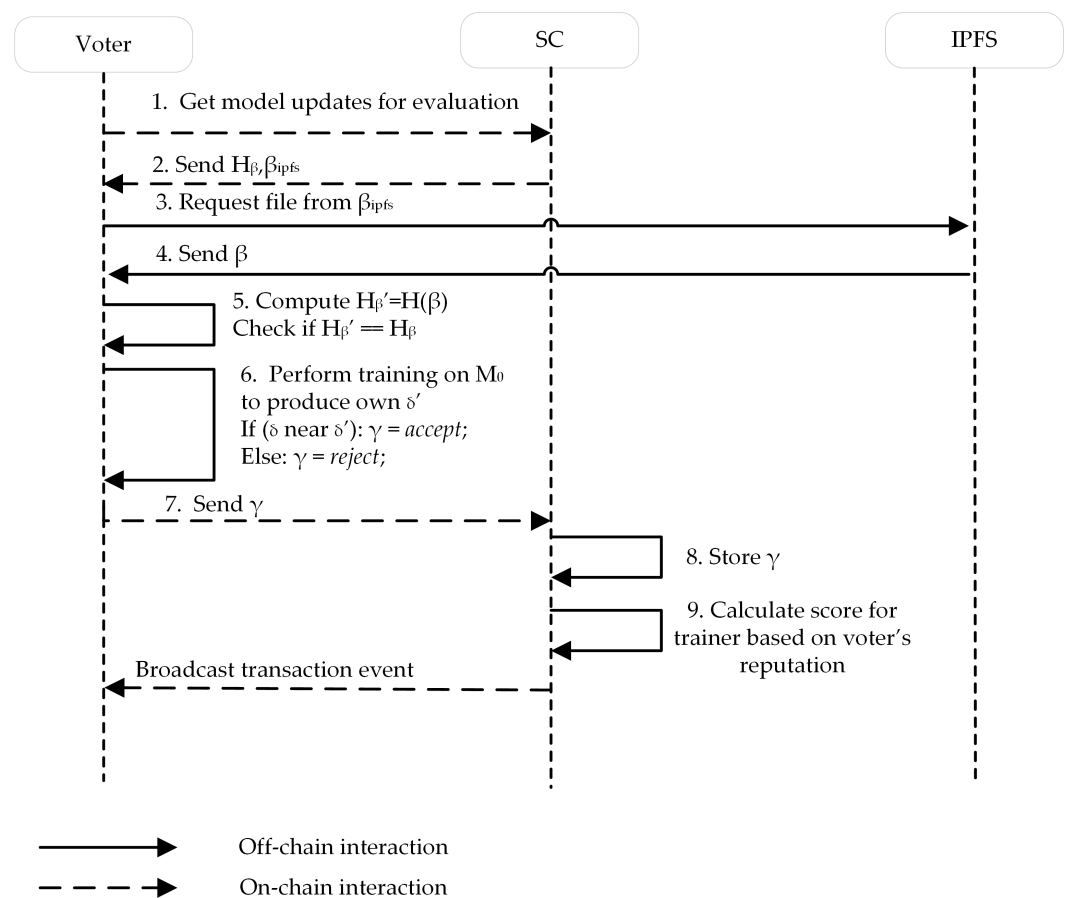 Voter
SC
IPFS
1. Get model updates for evaluation
2. Send Hβ,βipfs
3. Request file from βipfs
4. Send β
5. Compute Hβ′=H(β)
Check if Hβ′ == Hβ
6. Perform training on M0
to produce own δ′
If (δ near δ′): γ = accept;
Else: γ = reject;
7. Send γ
8. Store γ
9. Calculate score for
trainer based on voter's
reputation
Broadcast transaction event
Off-chain interaction
On-chain interaction